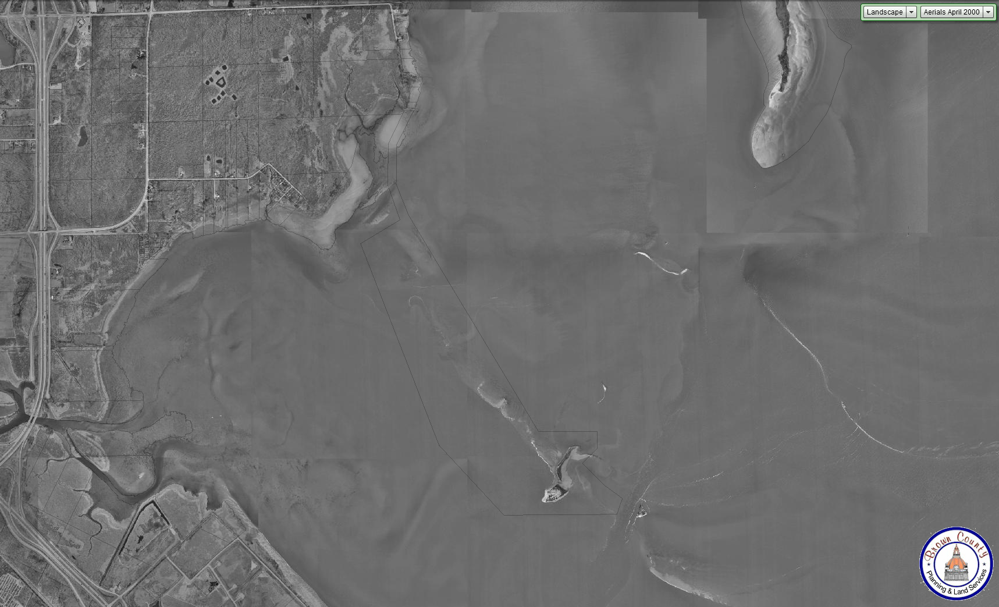 Landscape
Aerials April 2000
Brown County
Planning & Land Services